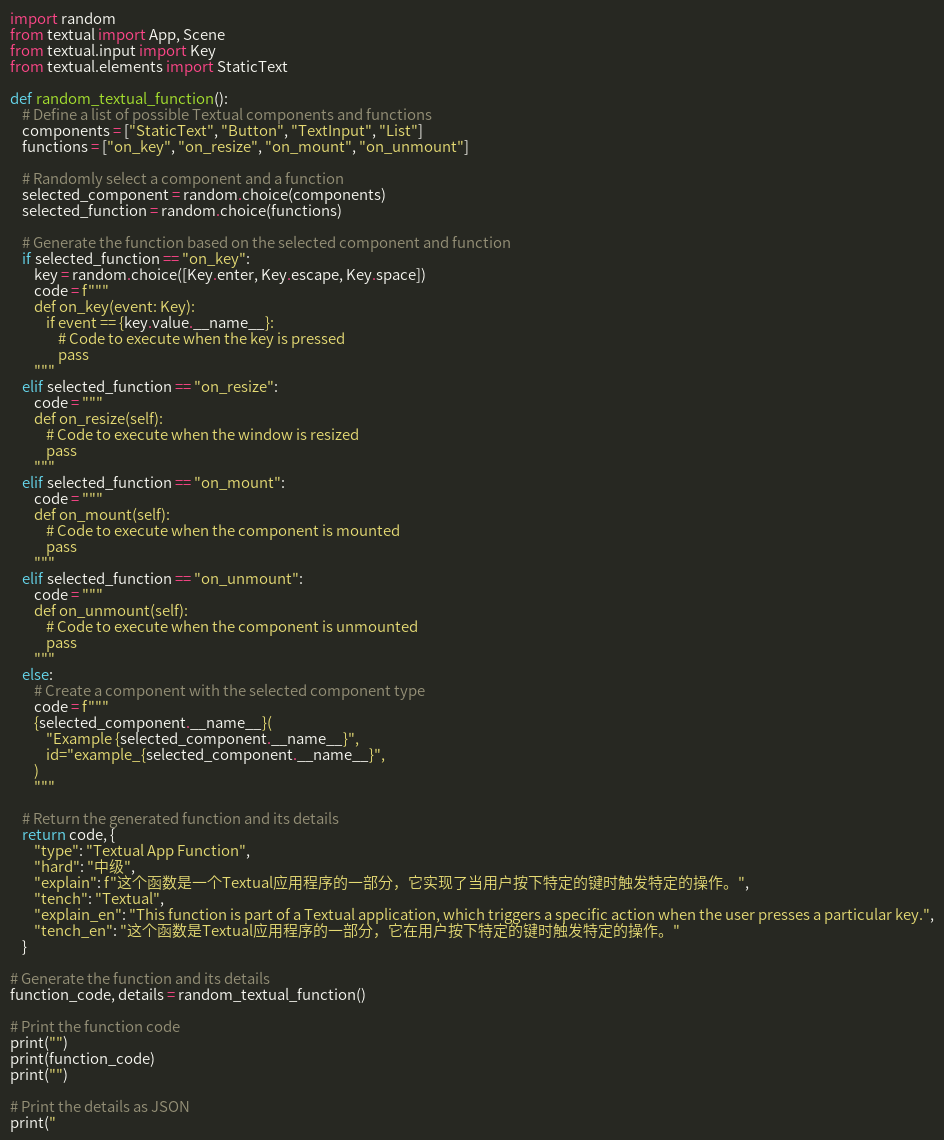 import random
from textual import App, Scene
from textual.input import Key
from textual.elements import StaticText

def random_textual_function():
    # Define a list of possible Textual components and functions
    components = ["StaticText", "Button", "TextInput", "List"]
    functions = ["on_key", "on_resize", "on_mount", "on_unmount"]

    # Randomly select a component and a function
    selected_component = random.choice(components)
    selected_function = random.choice(functions)

    # Generate the function based on the selected component and function
    if selected_function == "on_key":
        key = random.choice([Key.enter, Key.escape, Key.space])
        code = f"""
        def on_key(event: Key):
            if event == {key.value.__name__}:
                # Code to execute when the key is pressed
                pass
        """
    elif selected_function == "on_resize":
        code = """
        def on_resize(self):
            # Code to execute when the window is resized
            pass
        """
    elif selected_function == "on_mount":
        code = """
        def on_mount(self):
            # Code to execute when the component is mounted
            pass
        """
    elif selected_function == "on_unmount":
        code = """
        def on_unmount(self):
            # Code to execute when the component is unmounted
            pass
        """
    else:
        # Create a component with the selected component type
        code = f"""
        {selected_component.__name__}(
            "Example {selected_component.__name__}",
            id="example_{selected_component.__name__}",
        )
        """

    # Return the generated function and its details
    return code, {
        "type": "Textual App Function",
        "hard": "中级",
        "explain": f"这个函数是一个Textual应用程序的一部分，它实现了当用户按下特定的键时触发特定的操作。",
        "tench": "Textual",
        "explain_en": "This function is part of a Textual application, which triggers a specific action when the user presses a particular key.",
        "tench_en": "这个函数是Textual应用程序的一部分，它在用户按下特定的键时触发特定的操作。"
    }

# Generate the function and its details
function_code, details = random_textual_function()

# Print the function code
print("")
print(function_code)
print("")

# Print the details as JSON
print("